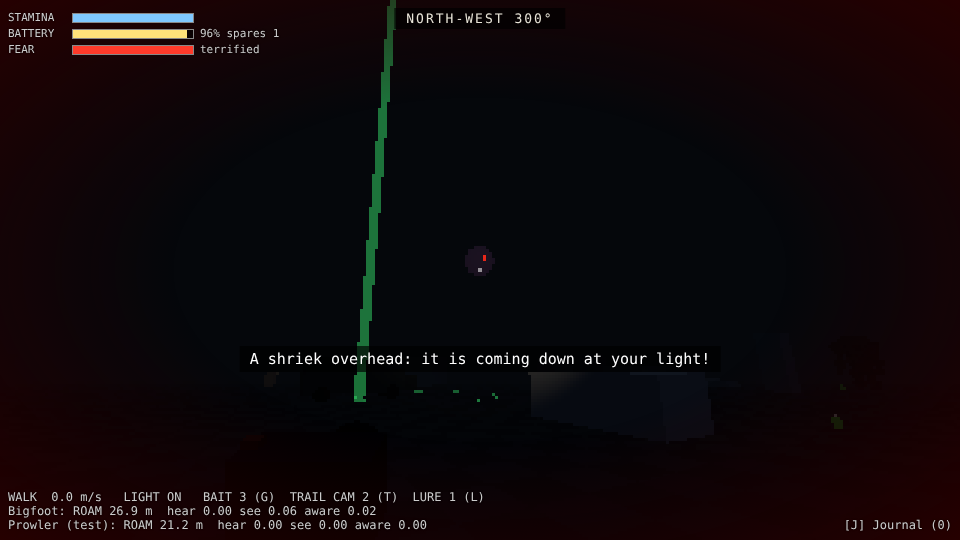 STAMINA
NORTH-WEST 300°
BATTERY 96% spares 1
FEAR terrified
A shriek overhead: it is coming down at your light!
WALK 0.0 m/s LIGHT ON BAIT 3 (G) TRAIL CAM 2 (T) LURE 1 (L)
Bigfoot: ROAM 26.9 m hear 0.00 see 0.06 aware 0.02
Prowler (test): ROAM 21.2 m hear 0.00 see 0.00 aware 0.00
[J] Journal (0)